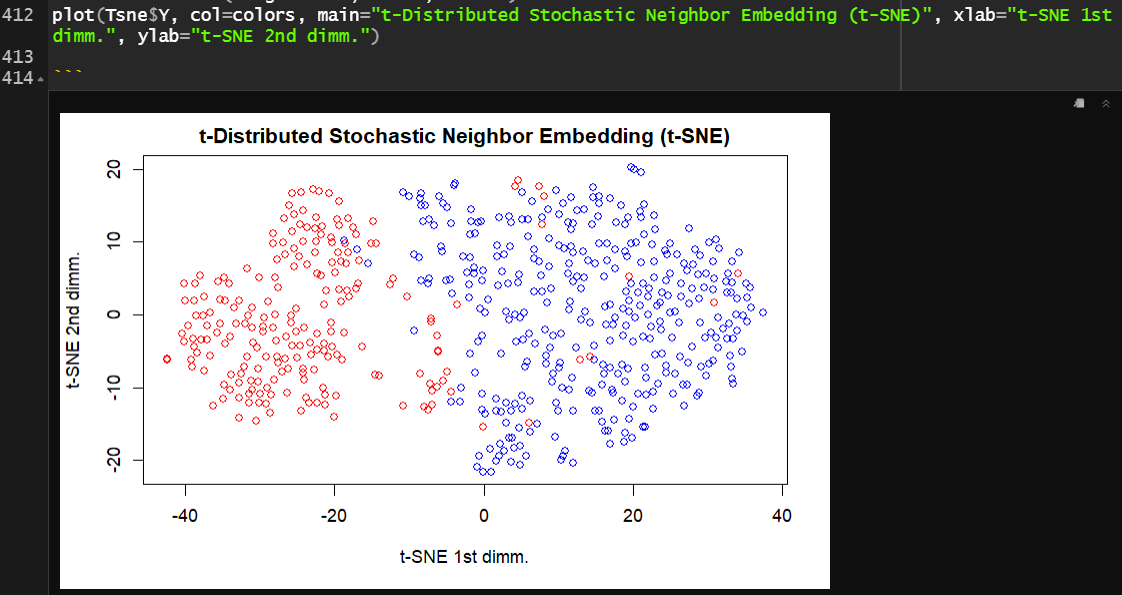 412 plot(Tsne$Y, col=colors, main="t-Distributed Stochastic Neighbor Embedding (t-SNE)", xlab="t-SNE 1st
dimm.", ylab="t-SNE 2nd dimm.")
413
414 ```
t-Distributed Stochastic Neighbor Embedding (t-SNE)
20
10
0
-10
-20
t-SNE 2nd dimm.
-40 -20 0 20 40
t-SNE 1st dimm.